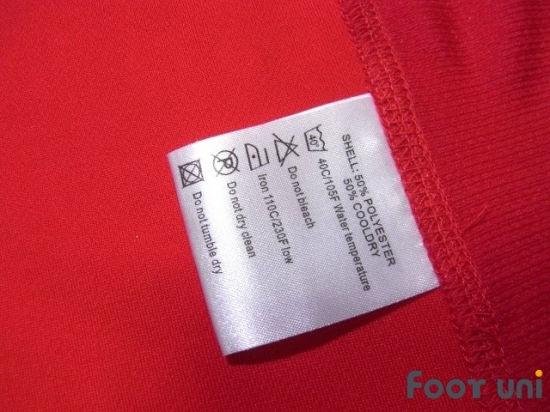 SHELL: 50% POLYESTER
50% COOLDRY
40°
40C/105F Water temperature
Do not bleach
Iron 110C/230F low
Do not dry clean
Do not tumble dry
Foot uni